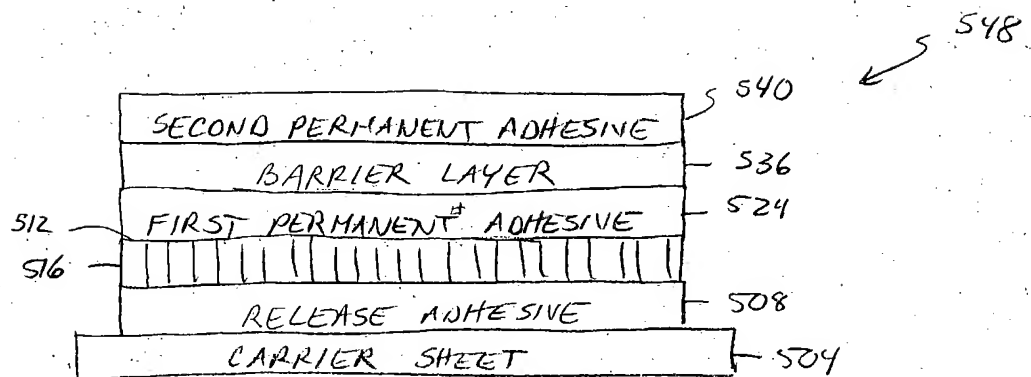 548
540
SECOND PERMANENT ADHESIVE
BARRIER LAYER
536
FIRST PERMANENT# ADHESIVE
524
512
516
RELEASE ADHESIVE
508
CARRIER SHEET
504